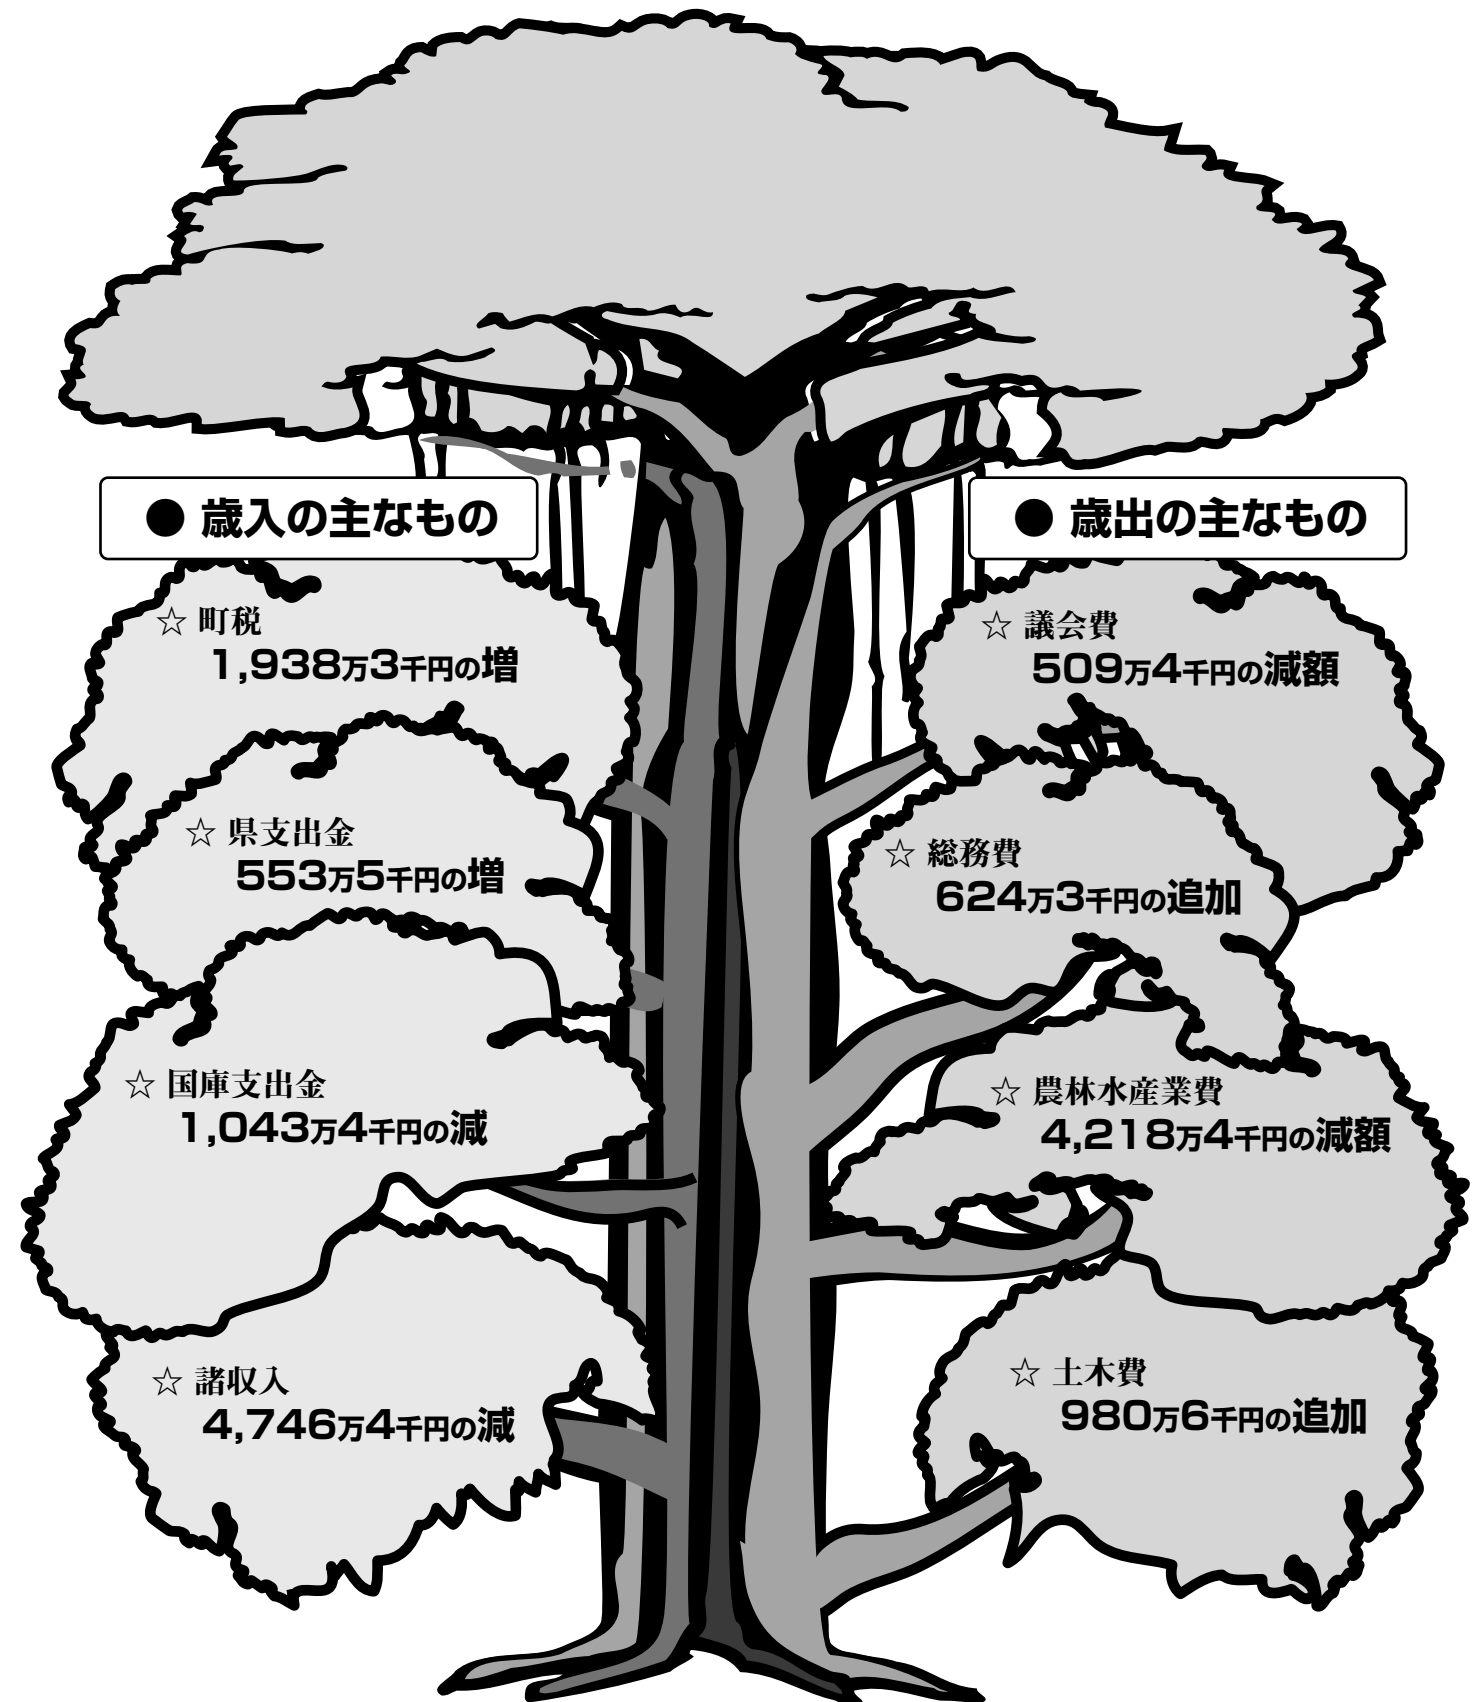 ● 歳入の主なもの
☆ 町税
1,938万3千円の増
☆ 県支出金
553万5千円の増
☆ 国庫支出金
1,043万4千円の減
☆ 諸収入
4,746万4千円の減
● 歳出の主なもの
☆ 議会費
509万4千円の減額
☆ 総務費
624万3千円の追加
☆ 農林水産業費
4,218万4千円の減額
☆ 土木費
980万6千円の追加